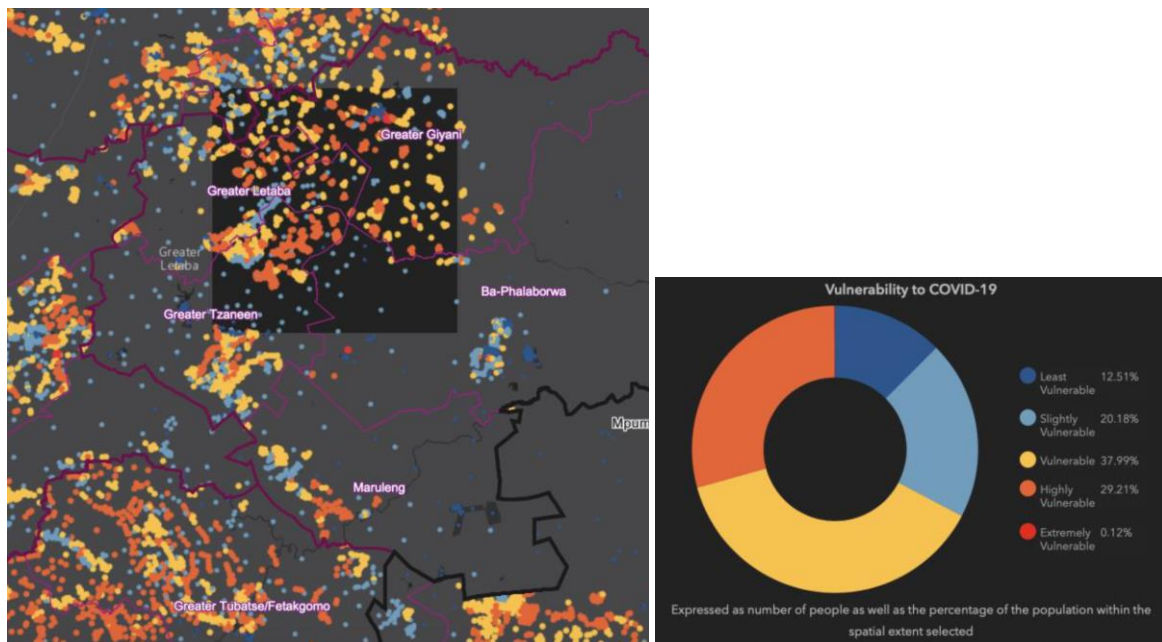 Greater Giyani
Greater Letaba
Greater
Letaba
Ba-Phalaborwa
Greater Tzaneen
Mpum
Maruleng
Greater Tubatse/Fetakgomo
Vulnerability to COVID-19
Least
Vulnerable 12.51%
Slightly
Vulnerable 20.18%
Vulnerable 37.99%
Highly
Vulnerable 29.21%
Extremely
Vulnerable 0.12%
Expressed as number of people as well as the percentage of the population within the
spatial extent selected